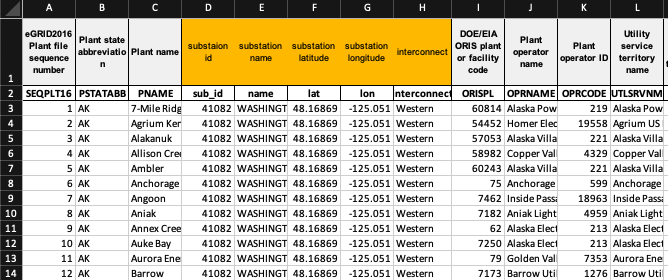 A B C D E F G H I J K L
1 eGRID2016 Plant file sequence number Plant state abbreviatio n Plant name substaion id substation name substation latitude substation longitude interconnect DOE/EIA ORIS plant or facility code Plant operator name Plant operator ID Utility service territory name
2 SEQPLT16 PSTATABB PNAME sub_id name lat lon nterconnect ORISPL OPRNAME OPRCODE UTLSRVNM
3 1 AK 7-Mile Ridg 41082 WASHINGT 48.16869 -125.051 Western 60814 Alaska Pow 219 Alaska Pow
4 2 AK Agrium Ker 41082 WASHINGT 48.16869 -125.051 Western 54452 Homer Elec 19558 Agrium US
5 3 AK Alakanuk 41082 WASHINGT 48.16869 -125.051 Western 57053 Alaska Villa 221 Alaska Villa
6 4 AK Allison Cree 41082 WASHINGT 48.16869 -125.051 Western 58982 Copper Val 4329 Copper Val
7 5 AK Ambler 41082 WASHINGT 48.16869 -125.051 Western 60243 Alaska Villa 221 Alaska Villa
8 6 AK Anchorage 41082 WASHINGT 48.16869 -125.051 Western 75 Anchorage 599 Anchorage
9 7 AK Angoon 41082 WASHINGT 48.16869 -125.051 Western 7462 Inside Passa 18963 Inside Passa
10 8 AK Aniak 41082 WASHINGT 48.16869 -125.051 Western 7182 Aniak Light 4959 Aniak Light
11 9 AK Annex Cree 41082 WASHINGT 48.16869 -125.051 Western 62 Alaska Elect 213 Alaska Elect
12 10 AK Auke Bay 41082 WASHINGT 48.16869 -125.051 Western 7250 Alaska Elect 213 Alaska Elect
13 11 AK Aurora Ene 41082 WASHINGT 48.16869 -125.051 Western 79 Golden Val 7353 Aurora Ene
14 12 AK Barrow 41082 WASHINGT 48.16869 -125.051 Western 7173 Barrow Util 1276 Barrow Util